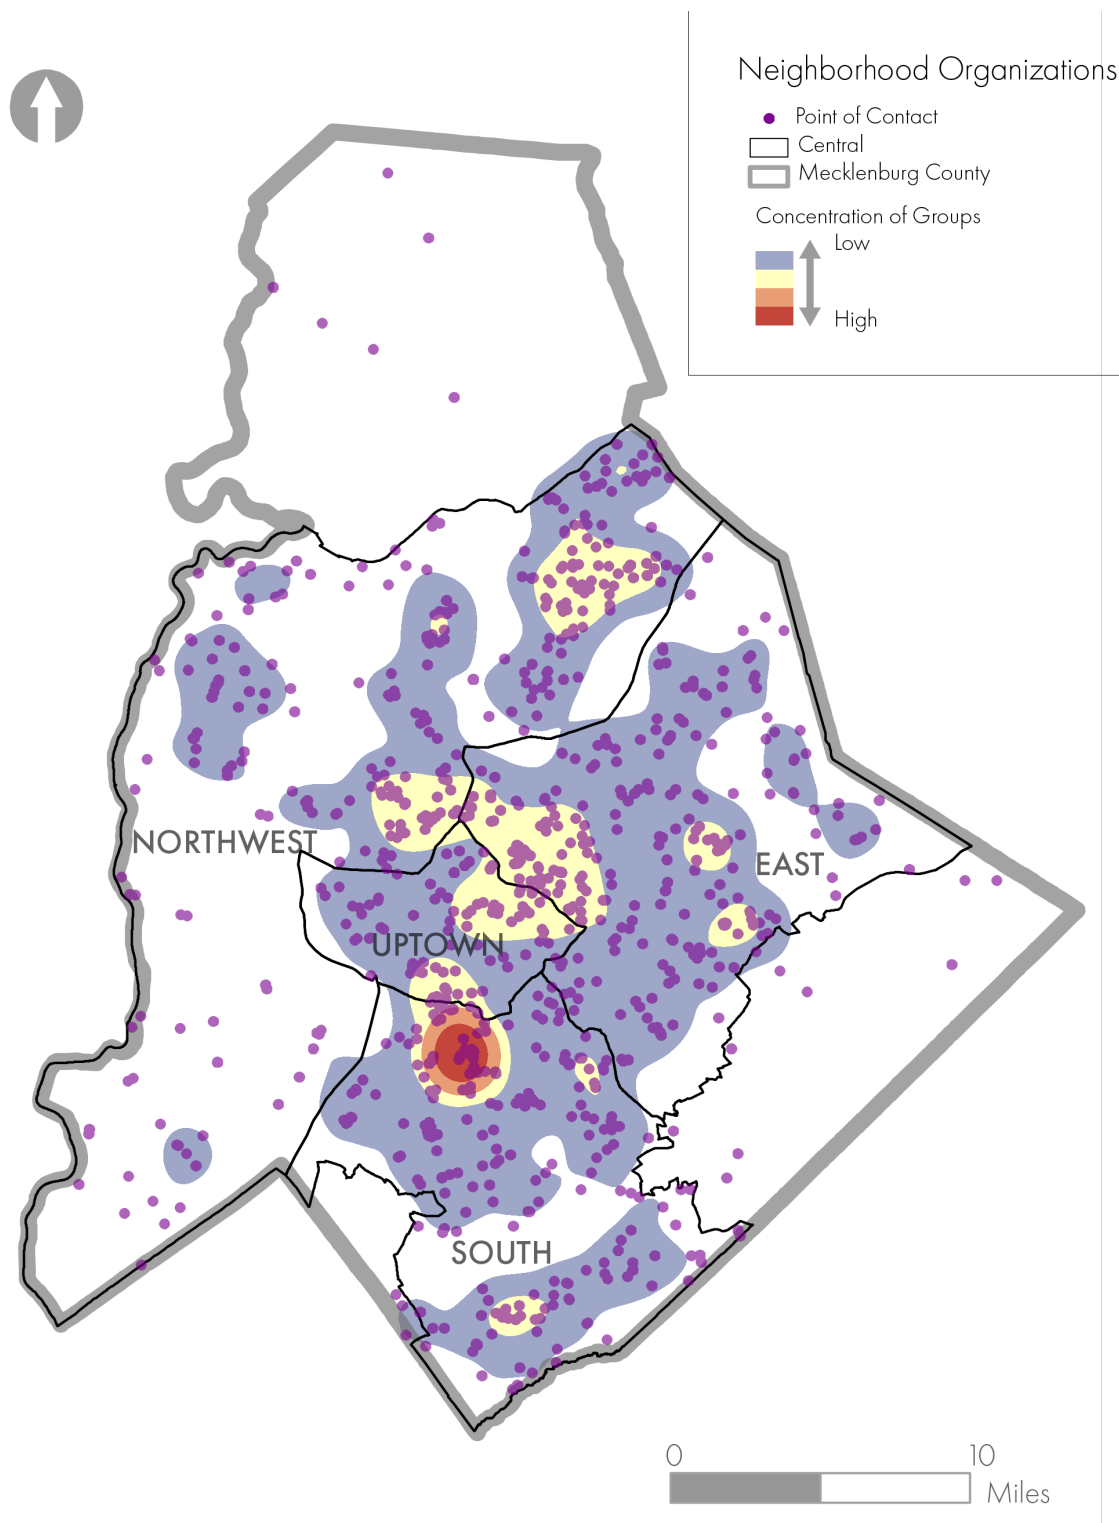 Neighborhood Organizations
Point of Contact
Central
Mecklenburg County
Concentration of Groups
Low
High
NORTHWEST
EAST
UPTOWN
SOUTH
0 10
Miles